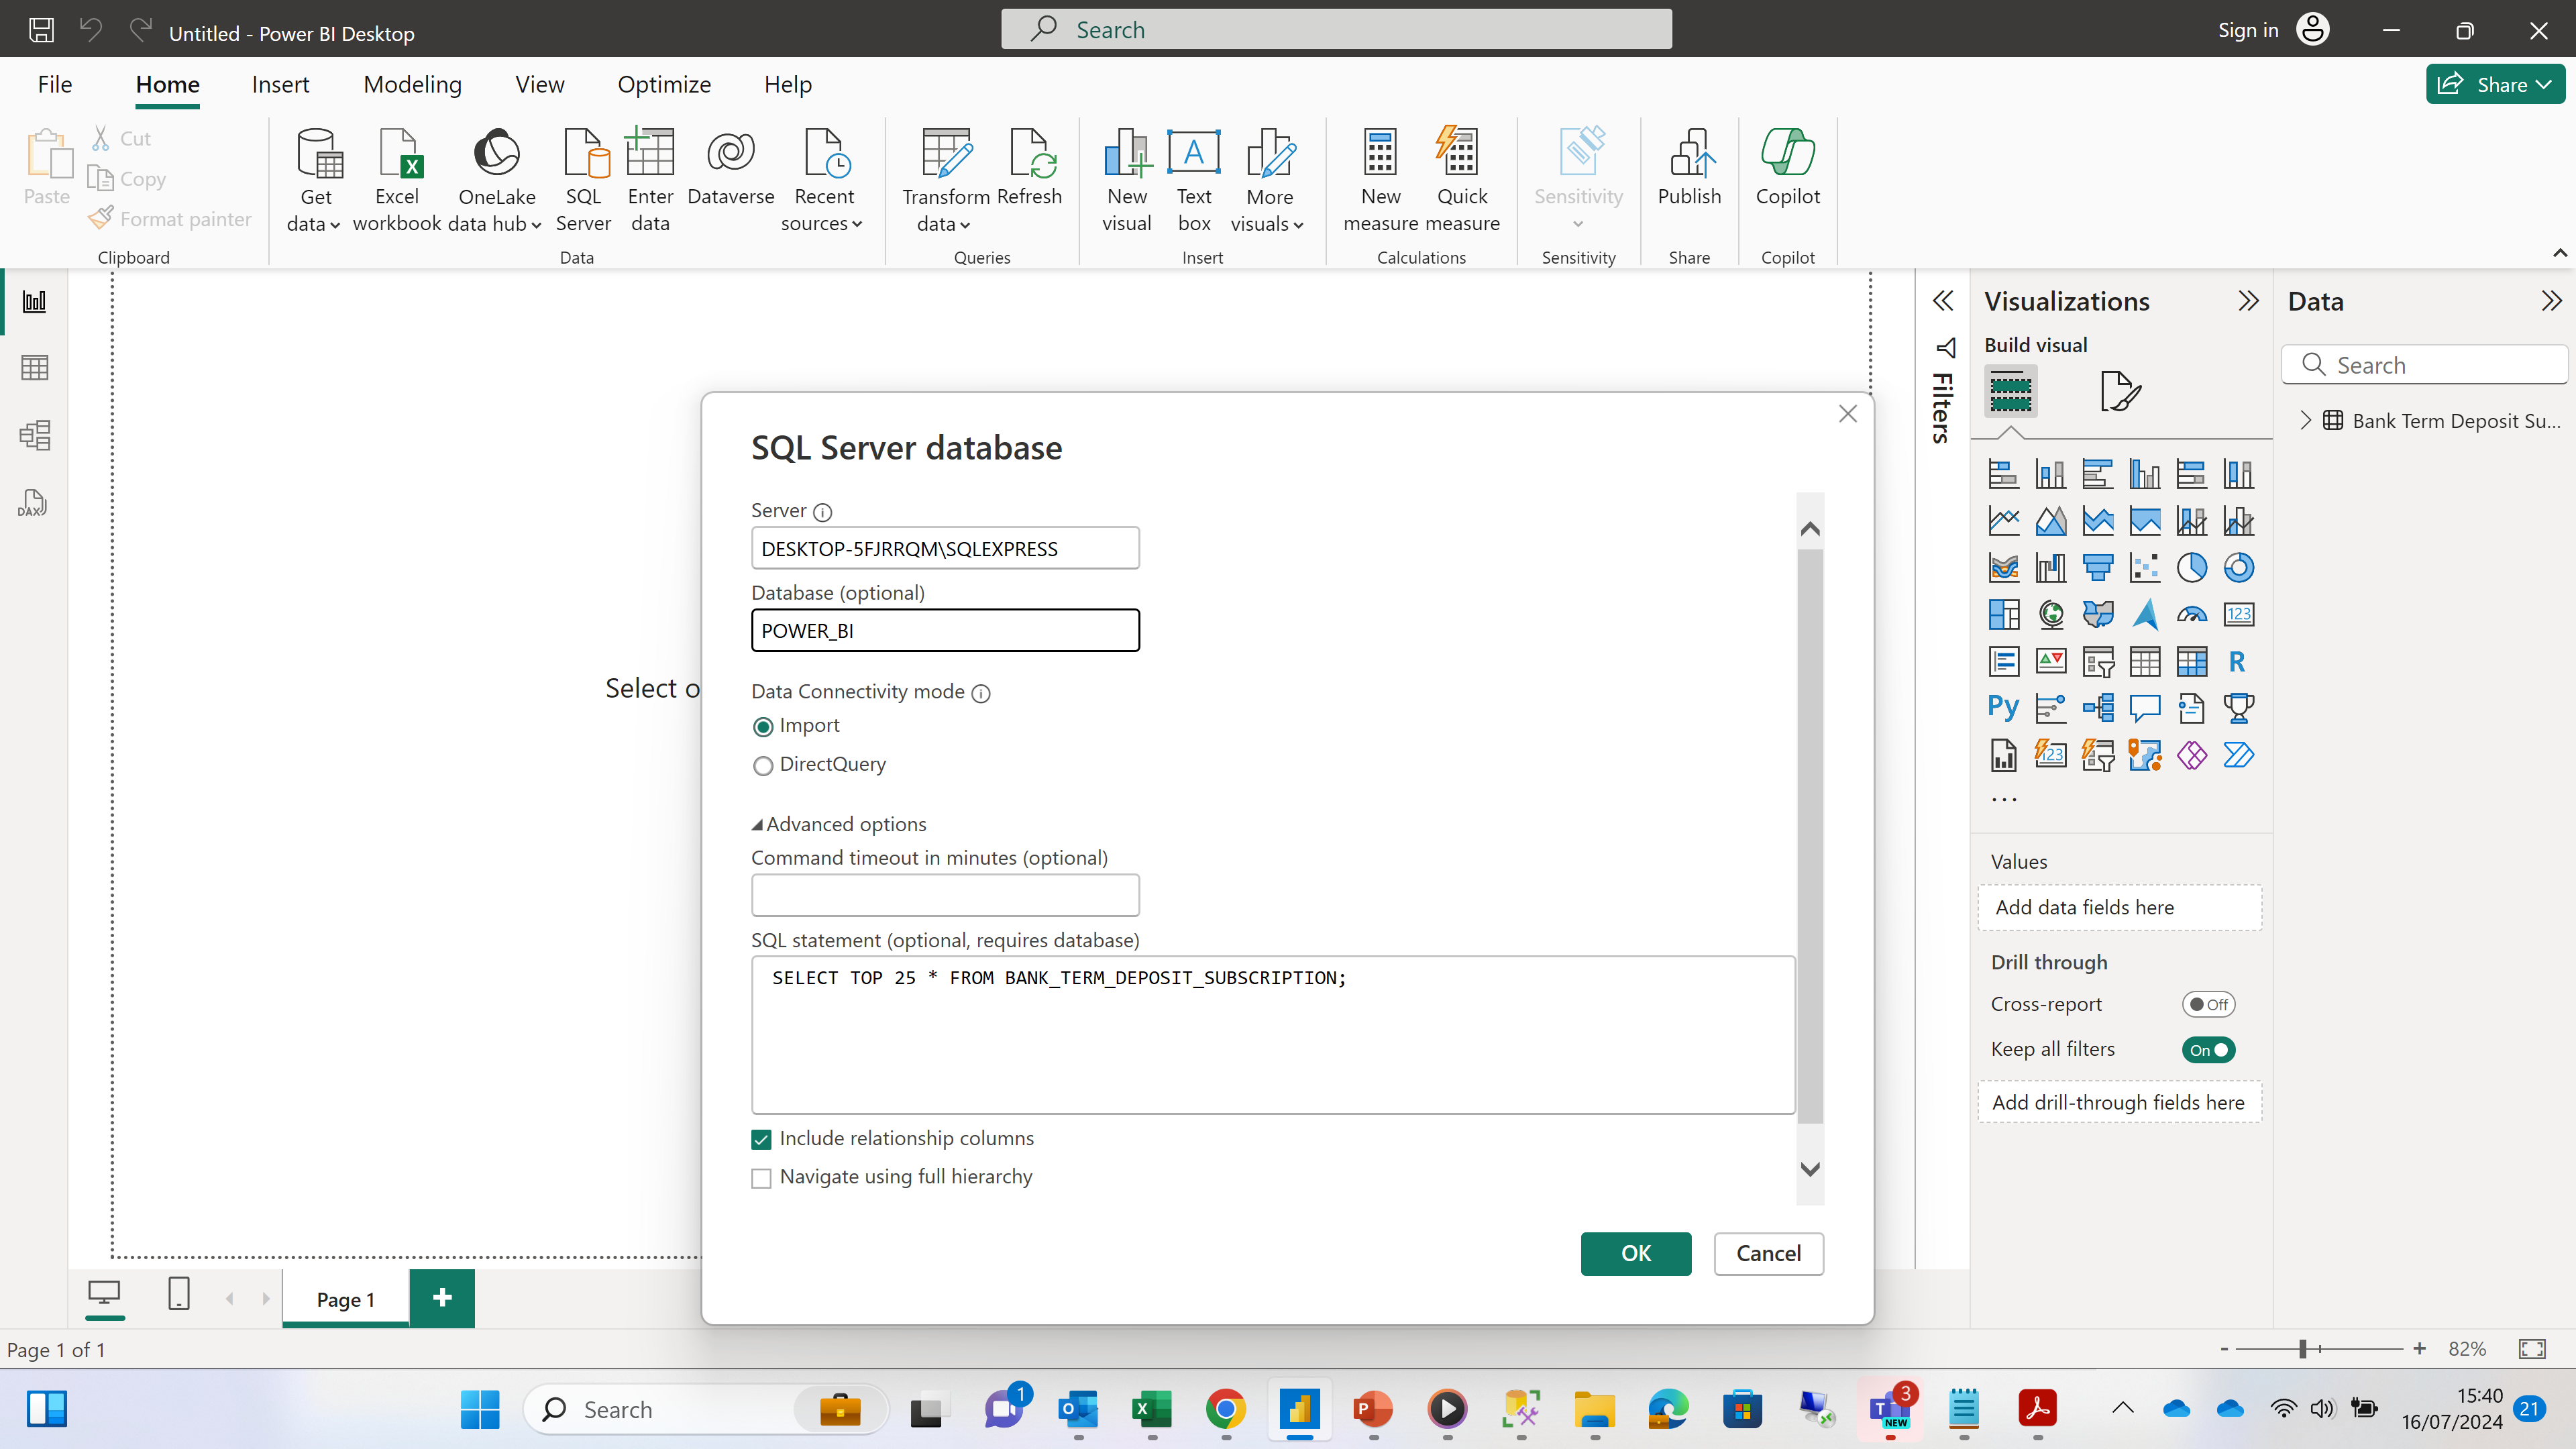 Untitled - Power BI Desktop
Search
Sign in
File
Home
Insert
Modeling
View
Optimize
Help
Share
Paste
Cut
Copy
Format painter
Clipboard
Get data
Excel workbook
OneLake data hub
SQL Server
Enter data
Dataverse
Recent sources
Data
Transform data
Refresh
Queries
New visual
Text box
More visuals
Insert
New measure
Quick measure
Calculations
Sensitivity
Sensitivity
Publish
Share
Copilot
Copilot
DAX
Select o
SQL Server database
Server
DESKTOP-5FJRRQM\SQLEXPRESS
Database (optional)
POWER_BI
Data Connectivity mode
Import
DirectQuery
Advanced options
Command timeout in minutes (optional)
SQL statement (optional, requires database)
SELECT TOP 25 * FROM BANK_TERM_DEPOSIT_SUBSCRIPTION;
Include relationship columns
Navigate using full hierarchy
OK
Cancel
Filters
Visualizations
Build visual
123
R
Py
123
Values
Add data fields here
Drill through
Cross-report
Off
Keep all filters
On
Add drill-through fields here
Data
Search
Bank Term Deposit Su...
Page 1
Page 1 of 1
- + 82%
Search
1
3
NEW
15:40
16/07/2024
21